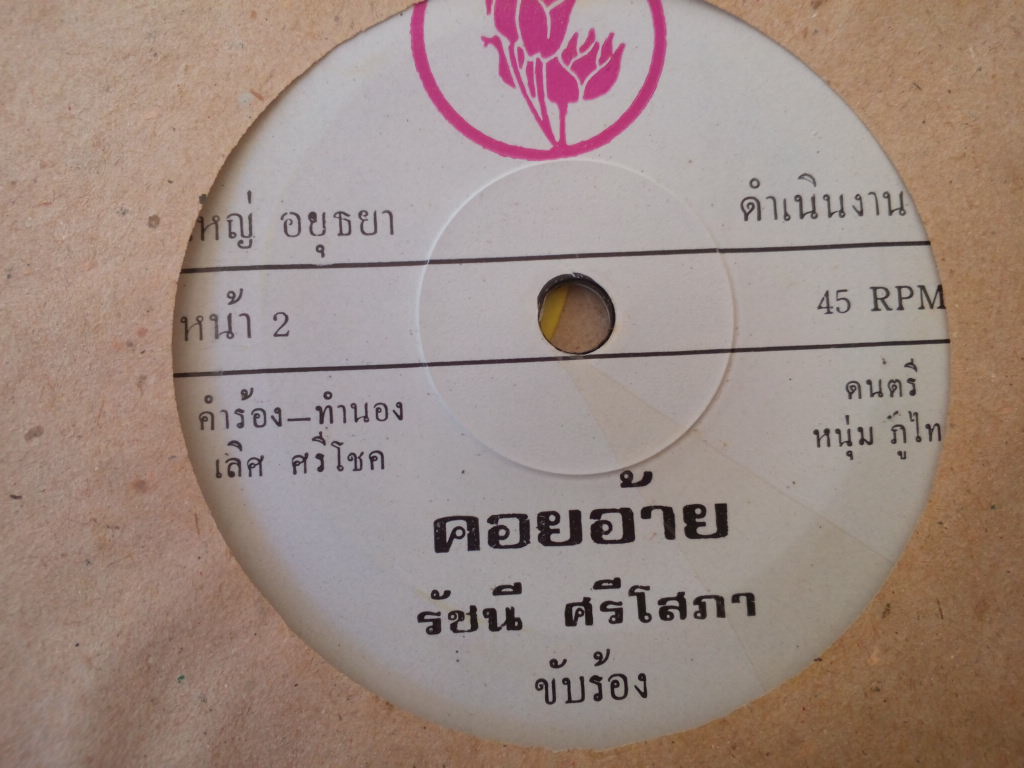 อยุธยา ดำเนินงาน
หน้า 2 45 RPM
คำร้อง—ทำนอง
เลิศ ศรีโชค
ดนตรี
หนุ่ม ภูไท
คอยอ้าย
รัชนี ศรีโสภา
ขับร้อง